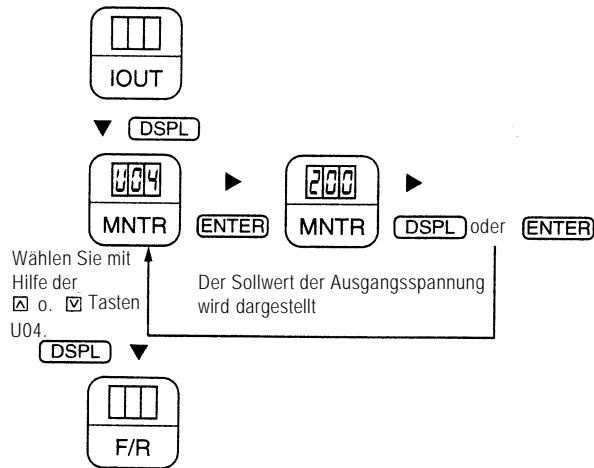 IOUT
▼ DSPL
U04
MNTR
▶
ENTER
200
MNTR
▶
DSPL oder ENTER
Wählen Sie mit
Hilfe der
∧ o. ∨ Tasten
U04.
Der Sollwert der Ausgangsspannung
wird dargestellt
DSPL ▼
F/R